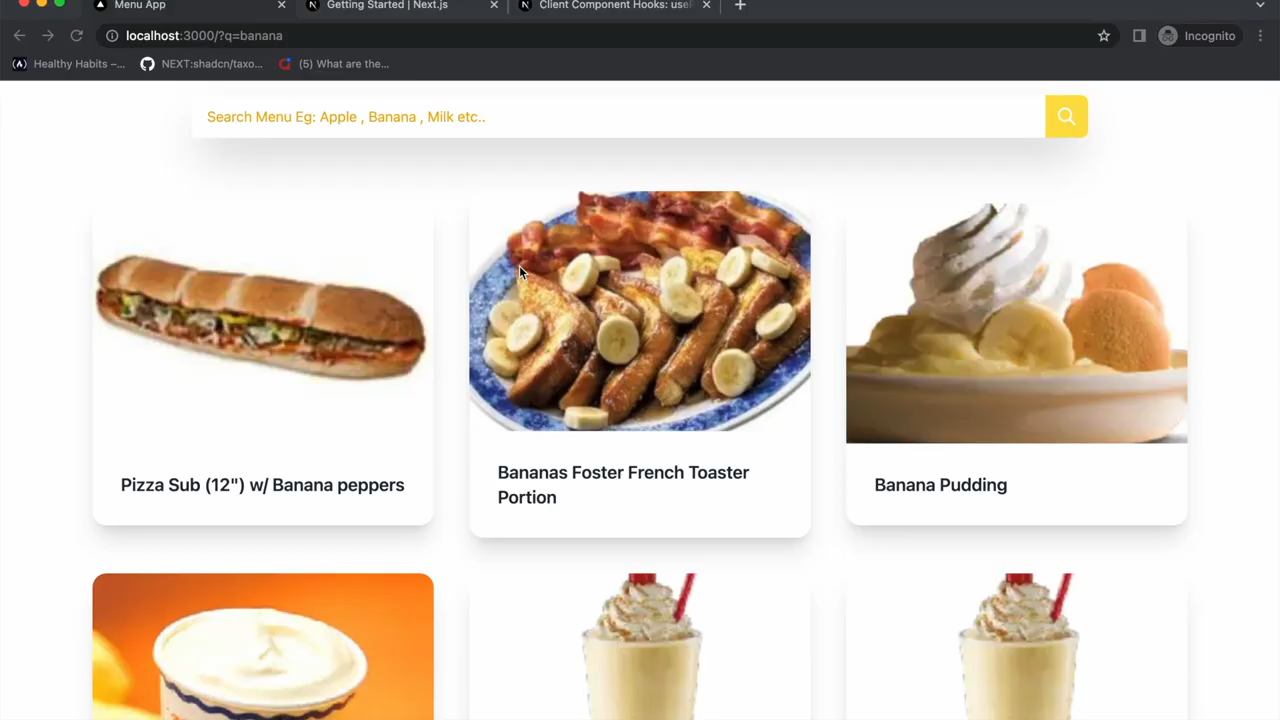 Menu App
Getting Started | Next.js
Client Component Hooks: useP
localhost:3000/?q=banana
Incognito
Healthy Habits –...
NEXT:shadcn/taxo...
(5) What are the...
Search Menu Eg: Apple , Banana , Milk etc..
Pizza Sub (12") w/ Banana peppers
Bananas Foster French Toaster
Portion
Banana Pudding